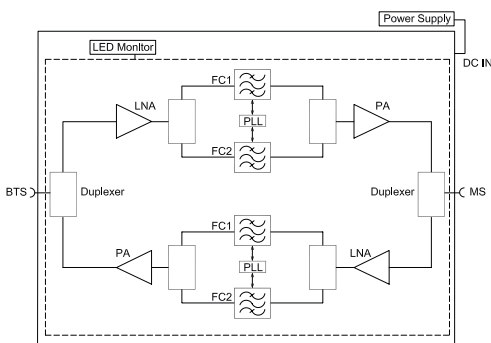 Power Supply
LED Monitor
DC IN
FC1
LNA
PA
PLL
FC2
BTS
Duplexer
Duplexer
MS
FC1
PA
LNA
PLL
FC2